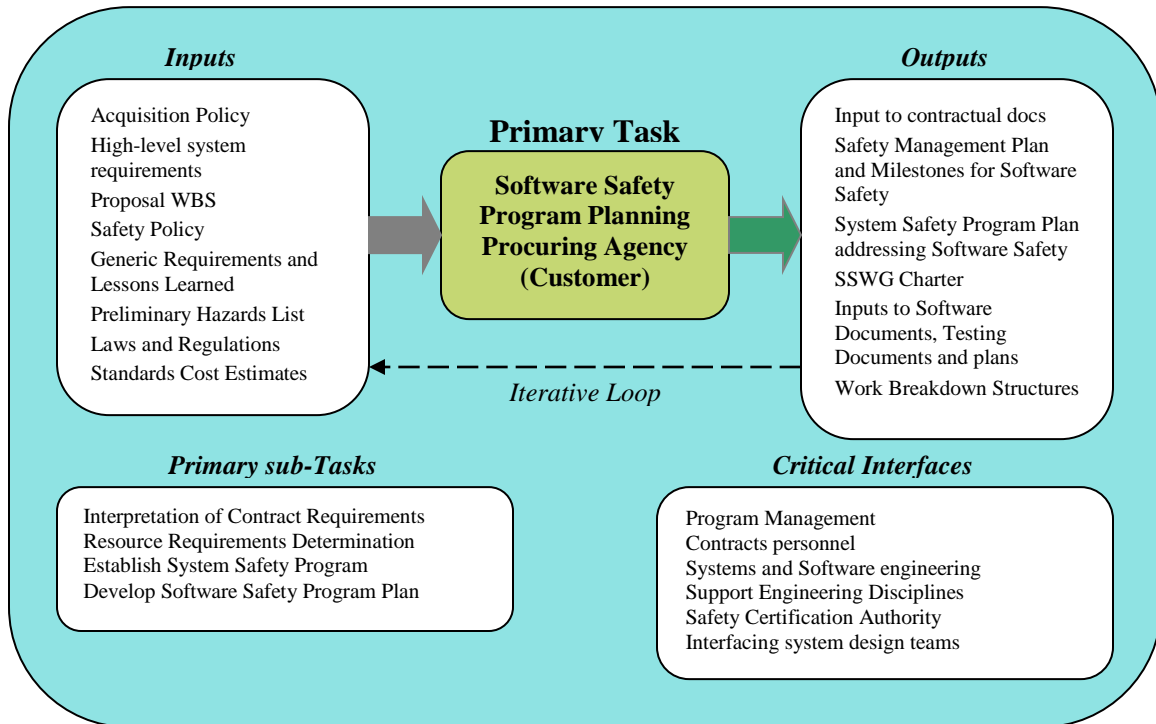 Inputs
Acquisition Policy
High-level system
requirements
Proposal WBS
Safety Policy
Generic Requirements and
Lessons Learned
Preliminary Hazards List
Laws and Regulations
Standards Cost Estimates
Primary Task
Software Safety
Program Planning
Procuring Agency
(Customer)
Iterative Loop
Outputs
Input to contractual docs
Safety Management Plan
and Milestones for Software
Safety
System Safety Program Plan
addressing Software Safety
SSWG Charter
Inputs to Software
Documents, Testing
Documents and plans
Work Breakdown Structures
Primary sub-Tasks
Interpretation of Contract Requirements
Resource Requirements Determination
Establish System Safety Program
Develop Software Safety Program Plan
Critical Interfaces
Program Management
Contracts personnel
Systems and Software engineering
Support Engineering Disciplines
Safety Certification Authority
Interfacing system design teams